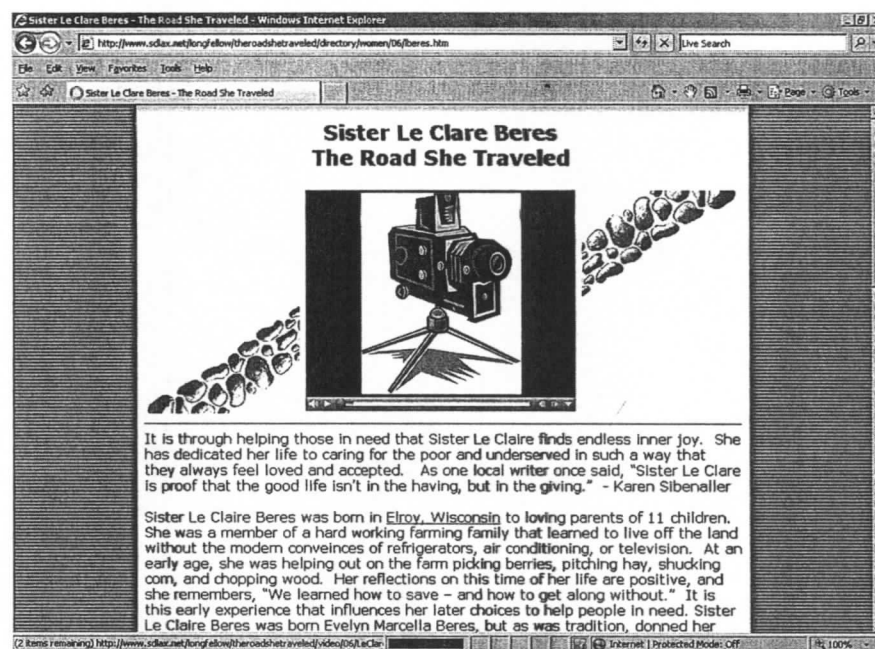 Sister Le Clare Beres - The Road She Traveled - Windows Internet Explorer
http://www.sdlax.net/longfellow/theroadshetraveled/directory/women/06/lberes.htm
Live Search
File Edit View Favorites Tools Help
Sister Le Clare Beres - The Road She Traveled
Page Tools
Sister Le Clare Beres
The Road She Traveled
It is through helping those in need that Sister Le Claire finds endless inner joy. She
has dedicated her life to caring for the poor and underserved in such a way that
they always feel loved and accepted. As one local writer once said, "Sister Le Clare
is proof that the good life isn't in the having, but in the giving." - Karen Sibenaller
Sister Le Claire Beres was born in Elroy, Wisconsin to loving parents of 11 children.
She was a member of a hard working farming family that learned to live off the land
without the modern conveinces of refrigerators, air conditioning, or television. At an
early age, she was helping out on the farm picking berries, pitching hay, shucking
corn, and chopping wood. Her reflections on this time of her life are positive, and
she remembers, "We learned how to save – and how to get along without." It is
this early experience that influences her later choices to help people in need. Sister
Le Claire Beres was born Evelyn Marcella Beres, but as was tradition, donned her
(2 items remaining) http://www.sdlax.net/longfellow/theroadshetraveled/video/06/LeClar
Internet | Protected Mode: Off
100%